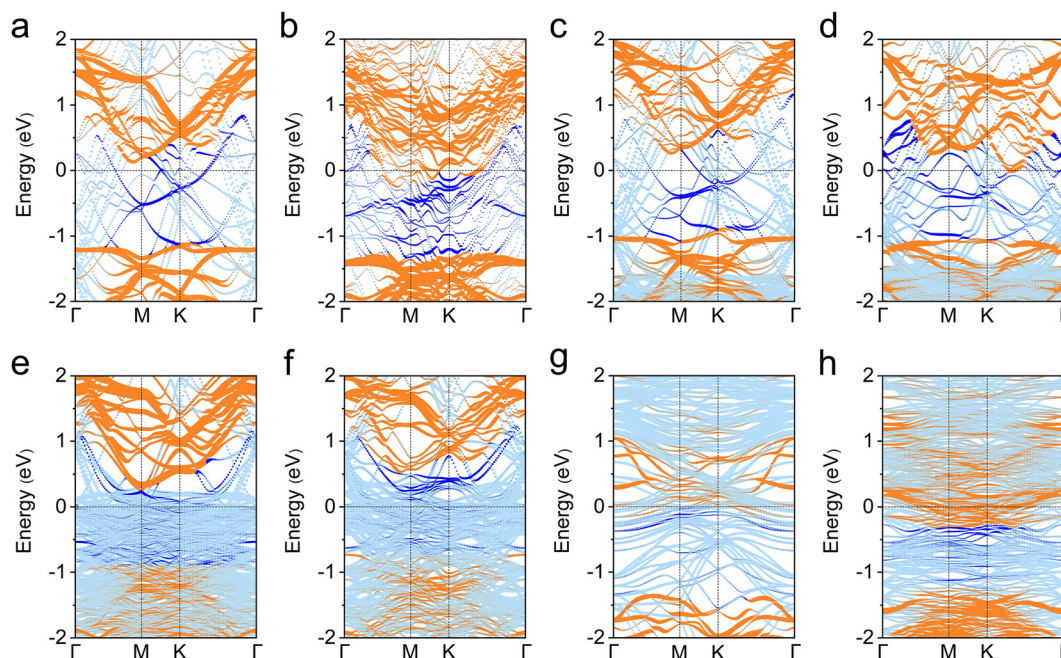 a b c d
2 2 2 2
1 1 1 1
0 0 0 0
-1 -1 -1 -1
-2 -2 -2 -2
Energy (eV) Energy (eV) Energy (eV) Energy (eV)
Γ M K Γ Γ M K Γ Γ M K Γ Γ M K
e f g h
2 2 2 2
1 1 1 1
0 0 0 0
-1 -1 -1 -1
-2 -2 -2 -2
Energy (eV) Energy (eV) Energy (eV) Energy (eV)
Γ M K Γ Γ M K Γ Γ M K Γ Γ M K